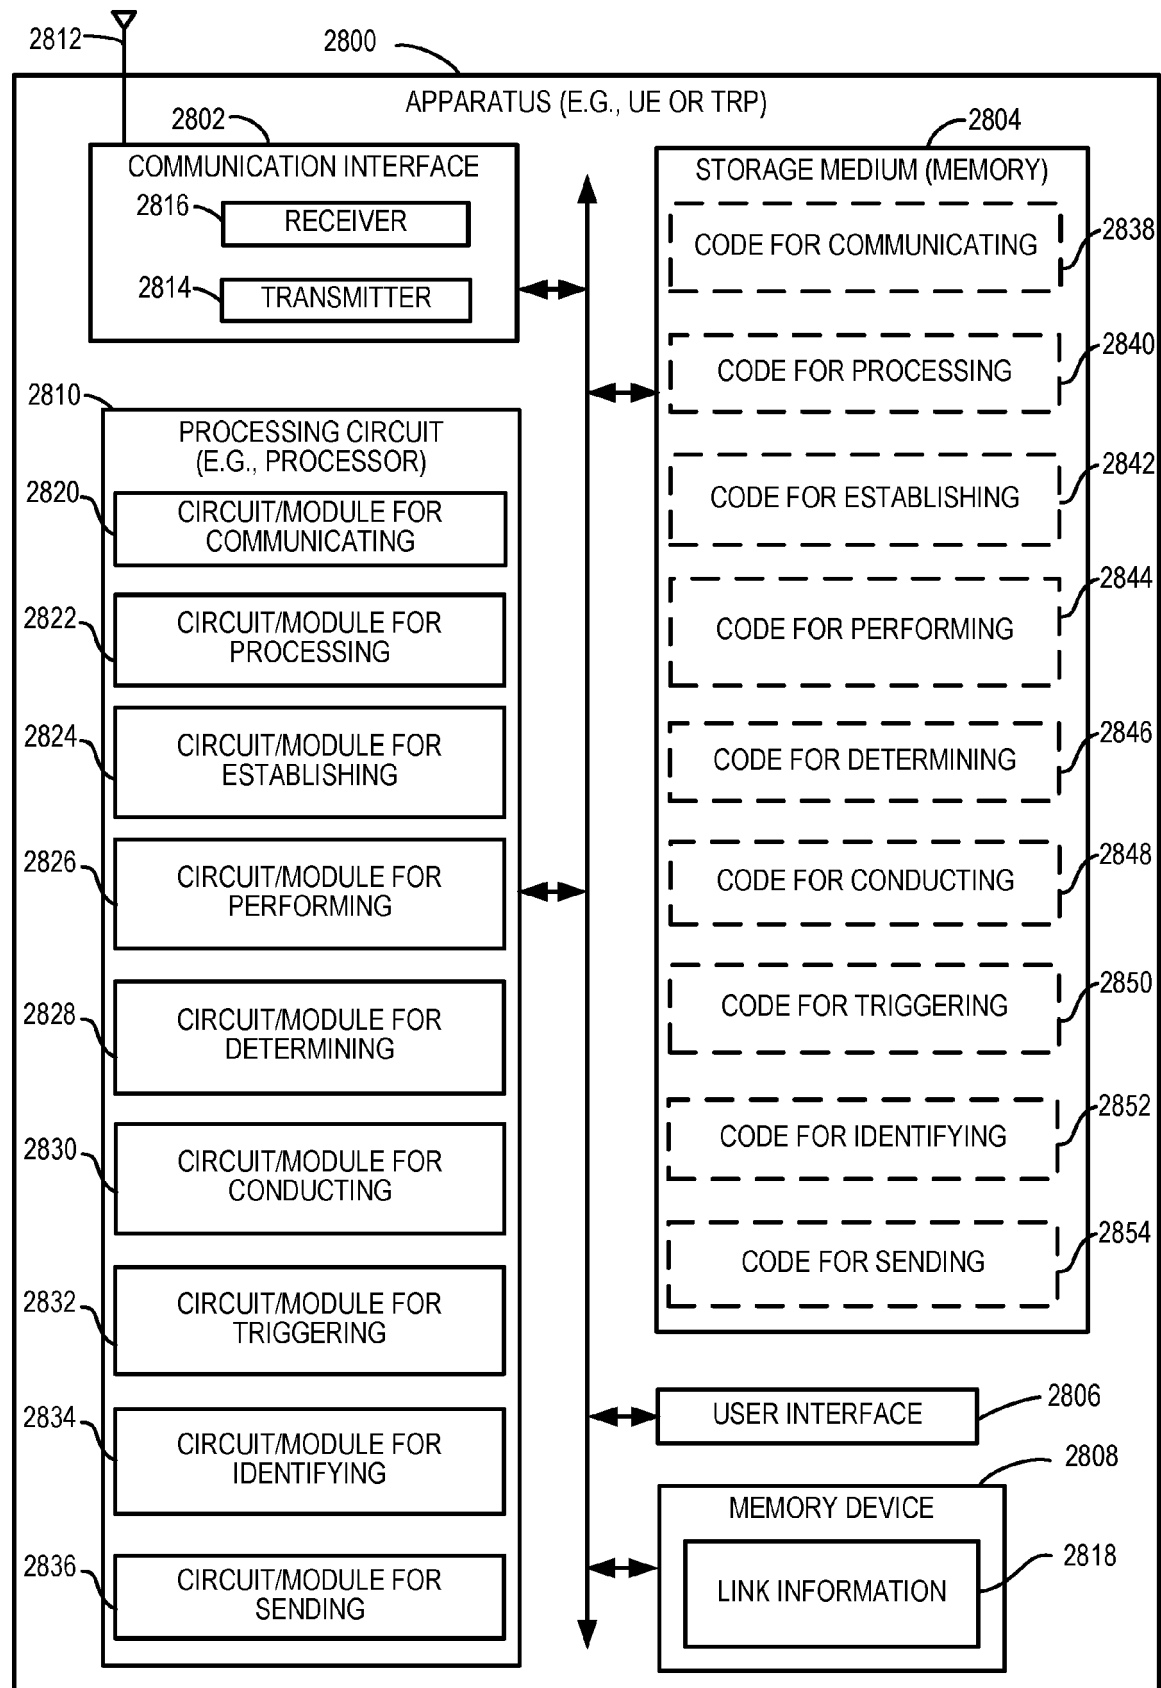 2812
2800
APPARATUS (E.G., UE OR TRP)
2802
COMMUNICATION INTERFACE
2816
RECEIVER
2814
TRANSMITTER
2810
PROCESSING CIRCUIT
(E.G., PROCESSOR)
2820
CIRCUIT/MODULE FOR
COMMUNICATING
2822
CIRCUIT/MODULE FOR
PROCESSING
2824
CIRCUIT/MODULE FOR
ESTABLISHING
2826
CIRCUIT/MODULE FOR
PERFORMING
2828
CIRCUIT/MODULE FOR
DETERMINING
2830
CIRCUIT/MODULE FOR
CONDUCTING
2832
CIRCUIT/MODULE FOR
TRIGGERING
2834
CIRCUIT/MODULE FOR
IDENTIFYING
2836
CIRCUIT/MODULE FOR
SENDING
2804
STORAGE MEDIUM (MEMORY)
CODE FOR COMMUNICATING
2838
CODE FOR PROCESSING
2840
CODE FOR ESTABLISHING
2842
CODE FOR PERFORMING
2844
CODE FOR DETERMINING
2846
CODE FOR CONDUCTING
2848
CODE FOR TRIGGERING
2850
CODE FOR IDENTIFYING
2852
CODE FOR SENDING
2854
USER INTERFACE
2806
2808
MEMORY DEVICE
LINK INFORMATION
2818